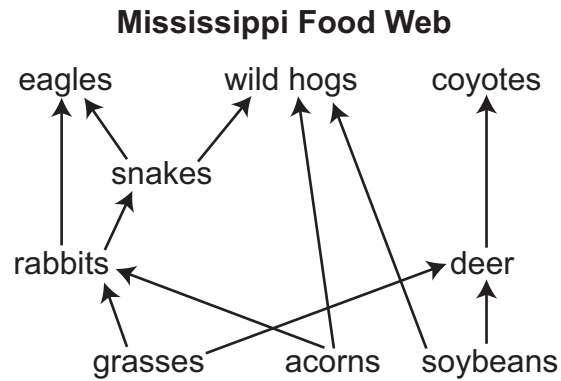 Mississippi Food Web
eagles wild hogs coyotes
snakes
rabbits deer
grasses acorns soybeans